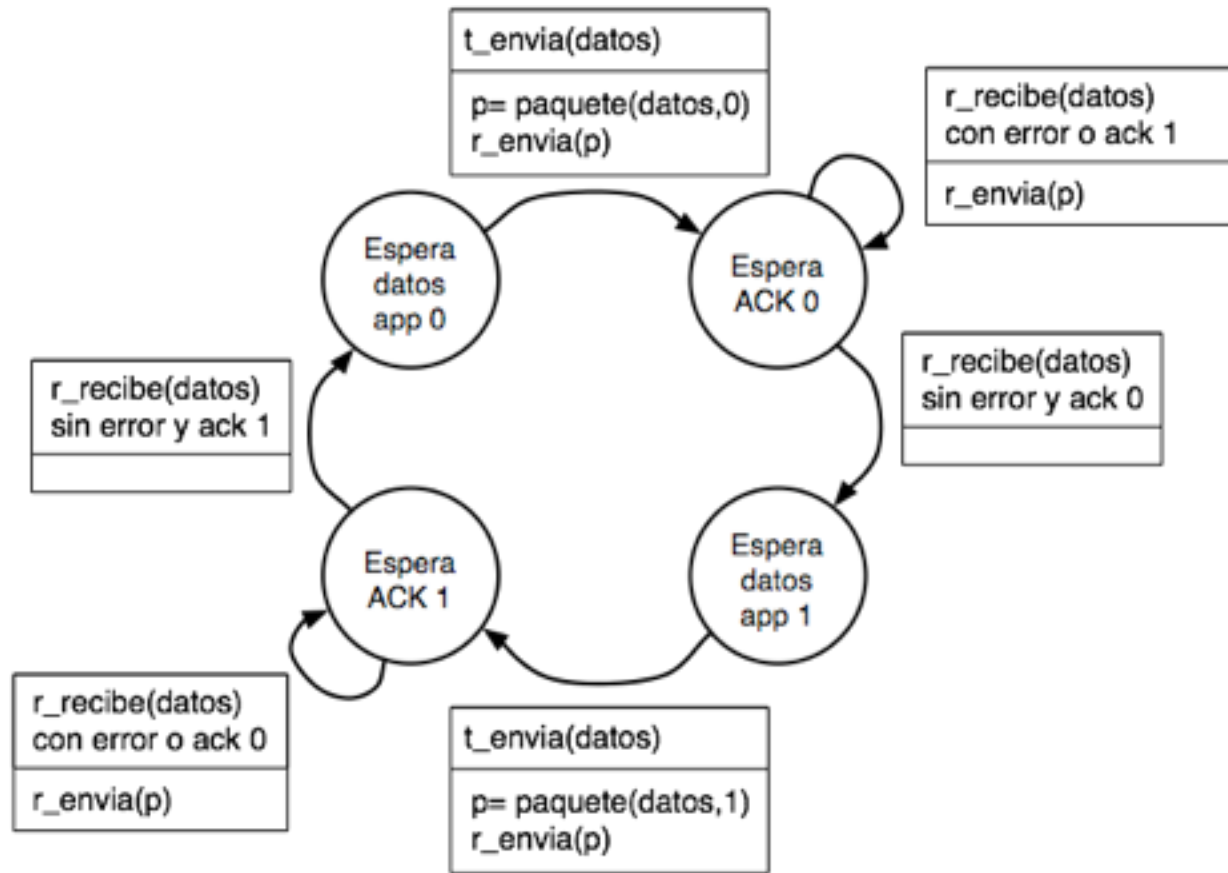 t_envia(datos)
p= paquete(datos,0)
r_envia(p)
r_recibe(datos)
con error o ack 1
r_envia(p)
Espera
datos
app 0
Espera
ACK 0
r_recibe(datos)
sin error y ack 1
r_recibe(datos)
sin error y ack 0
Espera
ACK 1
Espera
datos
app 1
r_recibe(datos)
con error o ack 0
r_envia(p)
t_envia(datos)
p= paquete(datos,1)
r_envia(p)